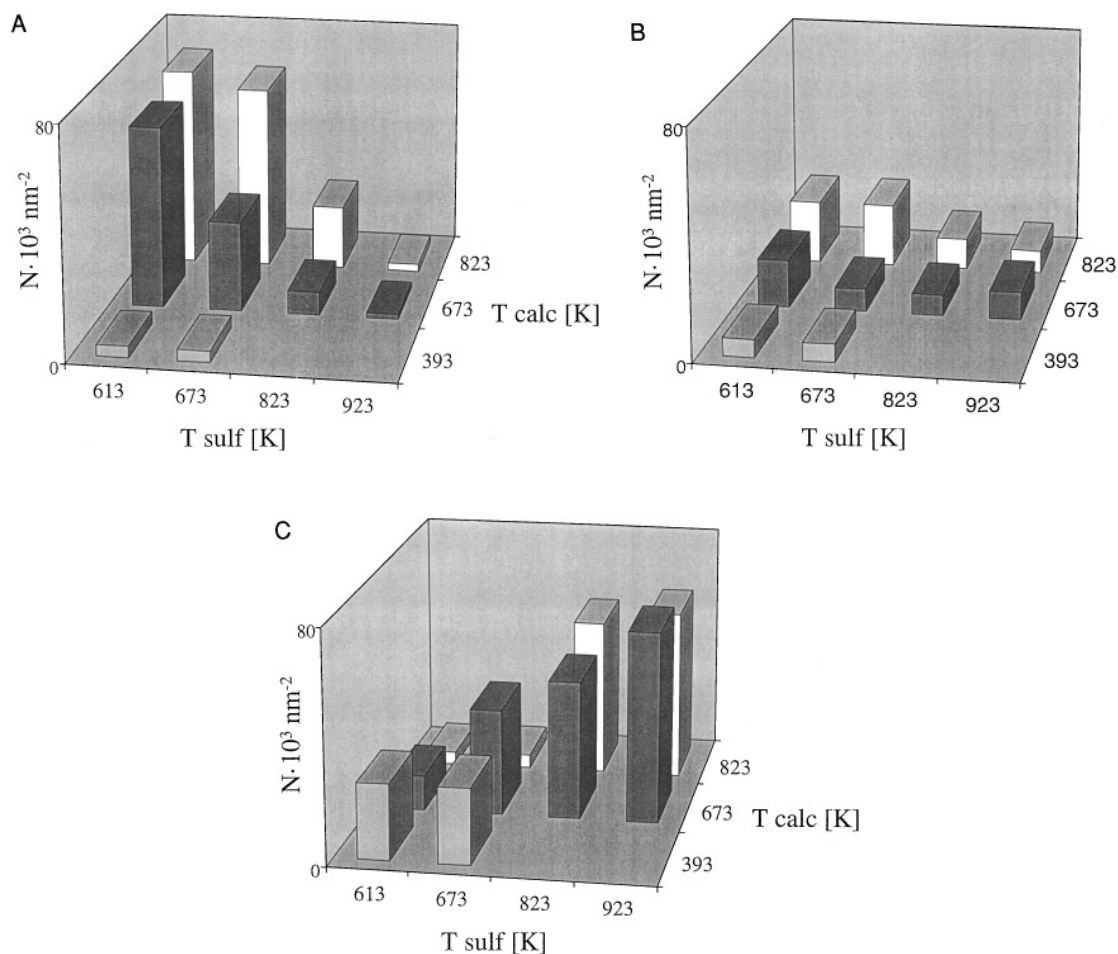 A
80
N·10³ nm⁻²
0
613 673 823 923
T sulf [K]
823
673
393
T calc [K]
B
80
N·10³ nm⁻²
0
613 673 823 923
T sulf [K]
823
673
393
T calc [K]
C
80
N·10³ nm⁻²
0
613 673 823 923
T sulf [K]
823
673
393
T calc [K]